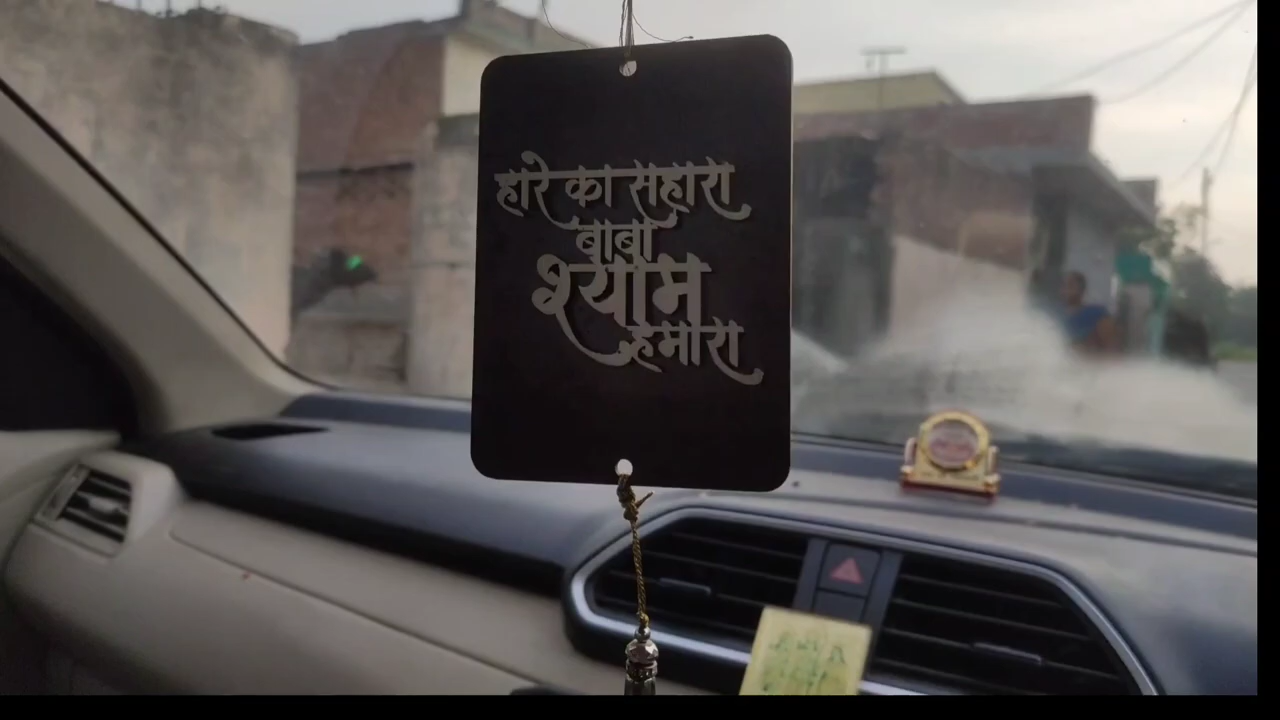 हारे का सहारा
बाबा
श्याम
हमारा